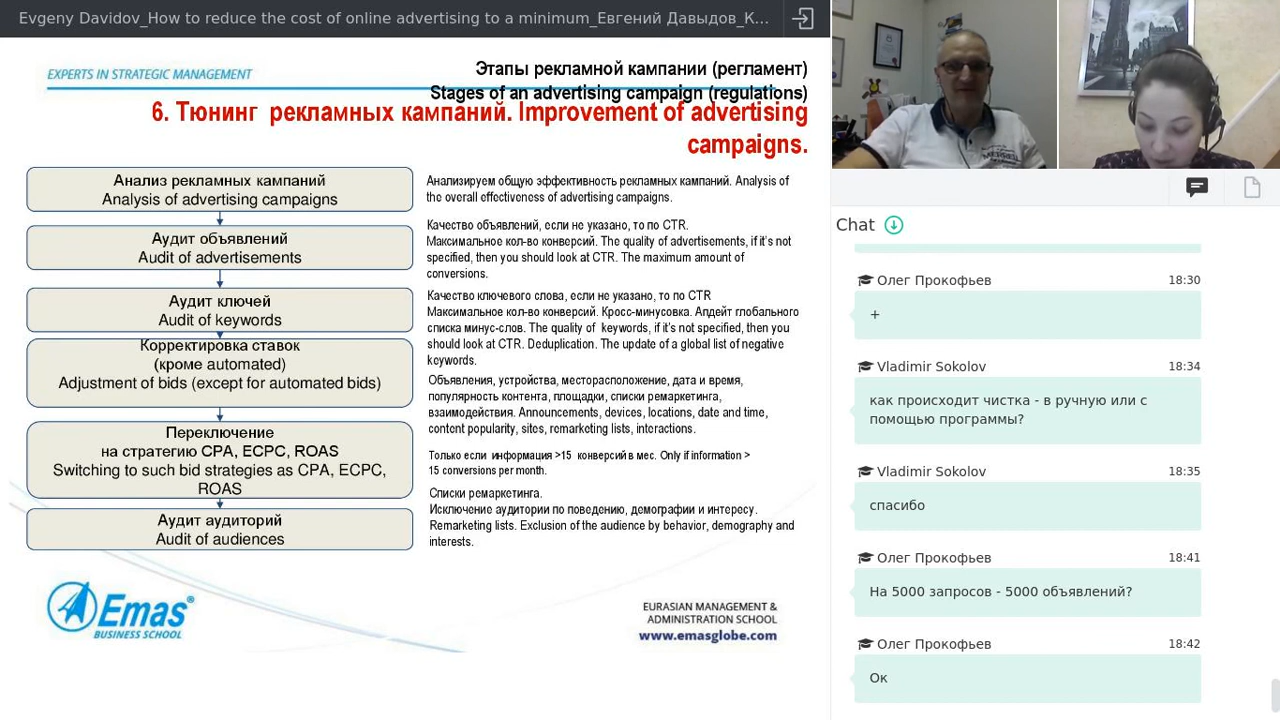 Evgeny Davidov_How to reduce the cost of online advertising to a minimum_Евгений Давыдов_К...
EXPERTS IN STRATEGIC MANAGEMENT
Этапы рекламной кампании (регламент)
Stages of an advertising campaign (regulations)
6. Тюнинг рекламных кампаний. Improvement of advertising
campaigns.
Анализ рекламных кампаний
Analysis of advertising campaigns
Анализируем общую эффективность рекламных кампаний. Analysis of
the overall effectiveness of advertising campaigns.
Аудит объявлений
Audit of advertisements
Качество объявлений, если не указано, то по CTR.
Максимальное кол-во конверсий. The quality of advertisements, if it's not
specified, then you should look at CTR. The maximum amount of
conversions.
Аудит ключей
Audit of keywords
Качество ключевого слова, если не указано, то по CTR
Максимальное кол-во конверсий. Кросс-минусовка. Апдейт глобального
списка минус-слов. The quality of keywords, if it's not specified, then you
should look at CTR. Deduplication. The update of a global list of negative
keywords.
Корректировка ставок
(кроме automated)
Adjustment of bids (except for automated bids)
Объявления, устройства, месторасположение, дата и время,
популярность контента, площадки, списки ремаркетинга,
взаимодействия. Announcements, devices, locations, date and time,
content popularity, sites, remarketing lists, interactions.
Переключение
на стратегию CPA, ECPC, ROAS
Switching to such bid strategies as CPA, ECPC,
ROAS
Только если информация >15 конверсий в мес. Only if information >
15 conversions per month.
Аудит аудиторий
Audit of audiences
Списки ремаркетинга.
Исключение аудитории по поведению, демографии и интересу.
Remarketing lists. Exclusion of the audience by behavior, demography and
interests.
Emas
BUSINESS SCHOOL
EURASIAN MANAGEMENT &
ADMINISTRATION SCHOOL
www.emasglobe.com
MERRELL
Chat
Олег Прокофьев 18:30
+
Vladimir Sokolov 18:34
как происходит чистка - в ручную или с
помощью программы?
Vladimir Sokolov 18:35
спасибо
Олег Прокофьев 18:41
На 5000 запросов - 5000 объявлений?
Олег Прокофьев 18:42
Ок